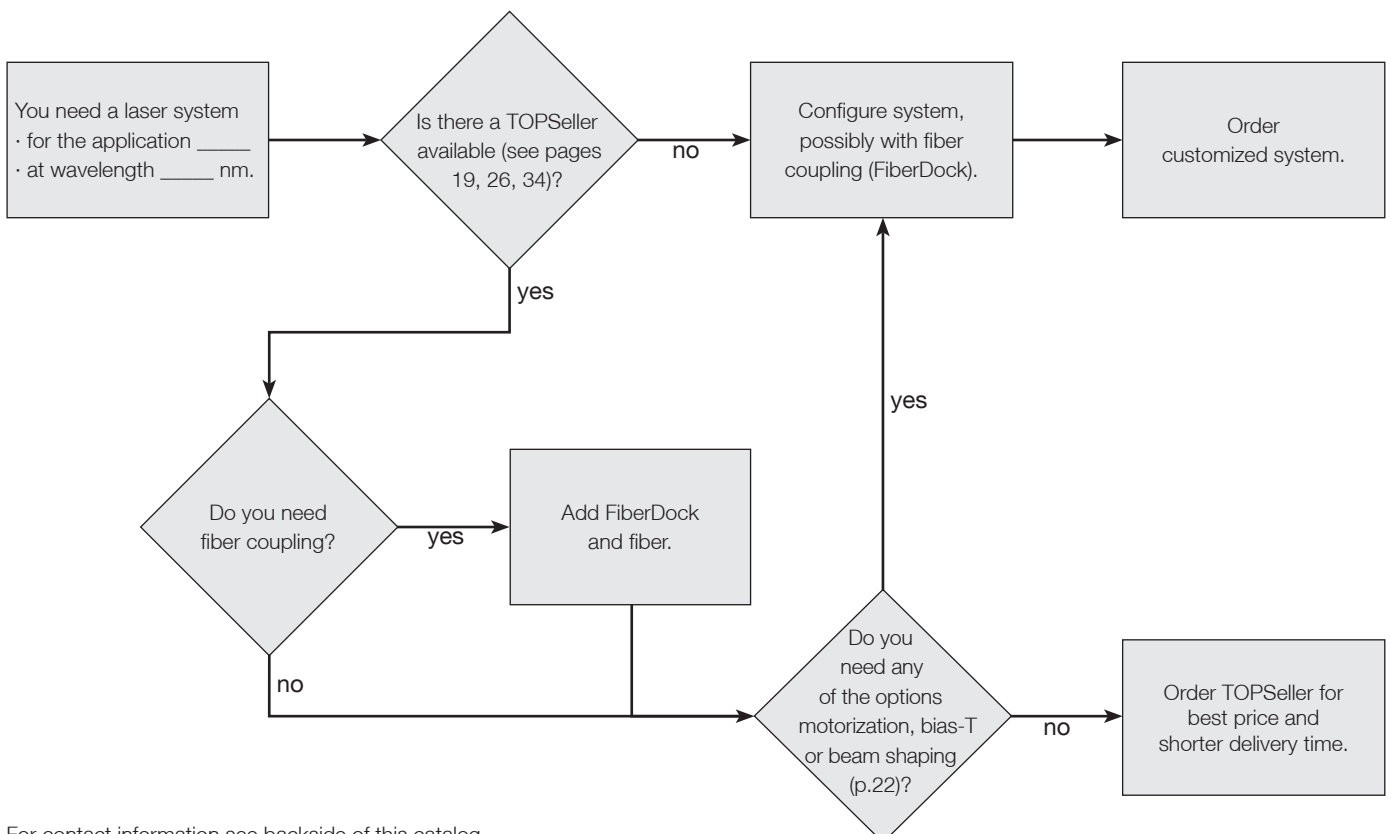 You need a laser system
· for the application _____
· at wavelength _____ nm.
Is there a TOPSeller
available (see pages
19, 26, 34)?
no
Configure system,
possibly with fiber
coupling (FiberDock).
Order
customized system.
yes
Do you need
fiber coupling?
yes
Add FiberDock
and fiber.
no
yes
Do you
need any
of the options
motorization, bias-T
or beam shaping
(p.22)?
no
Order TOPSeller for
best price and
shorter delivery time.
For contact information see backside of this catalog